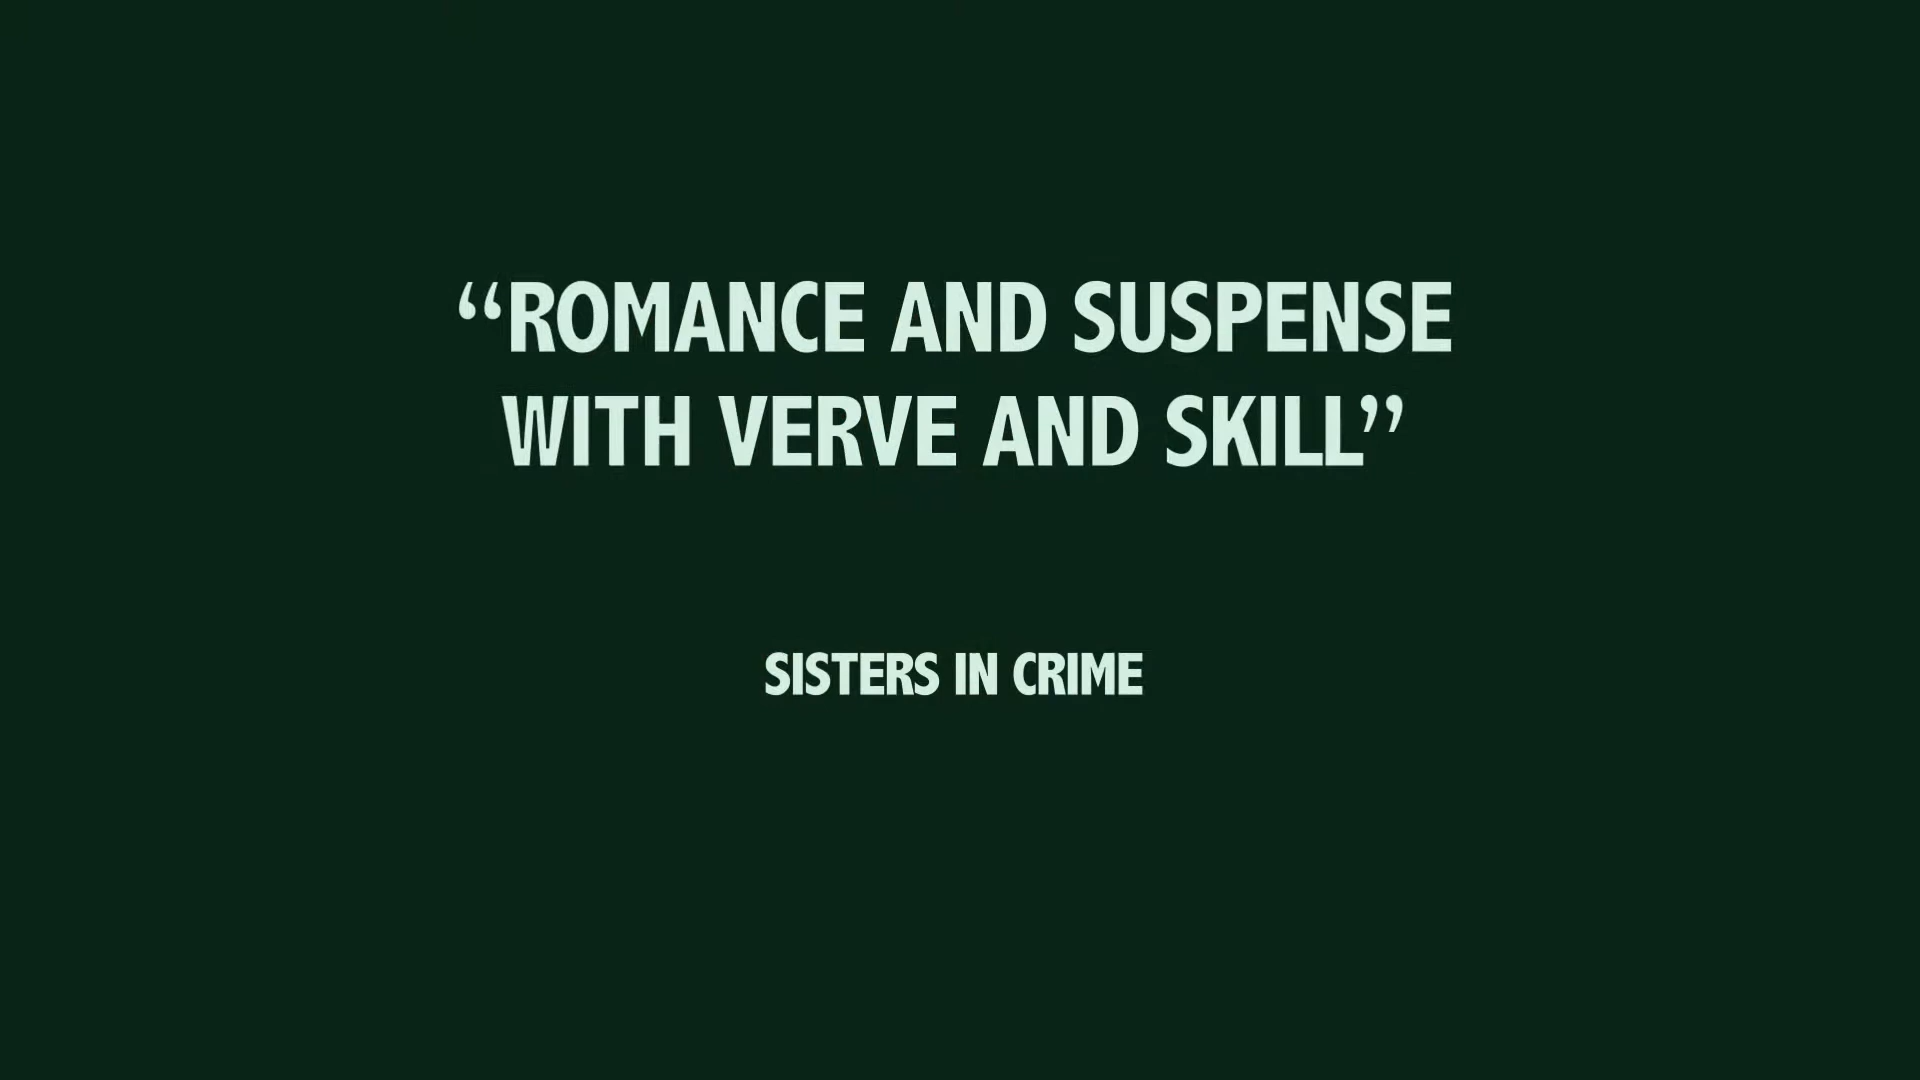 “ROMANCE AND SUSPENSE
WITH VERVE AND SKILL”
SISTERS IN CRIME